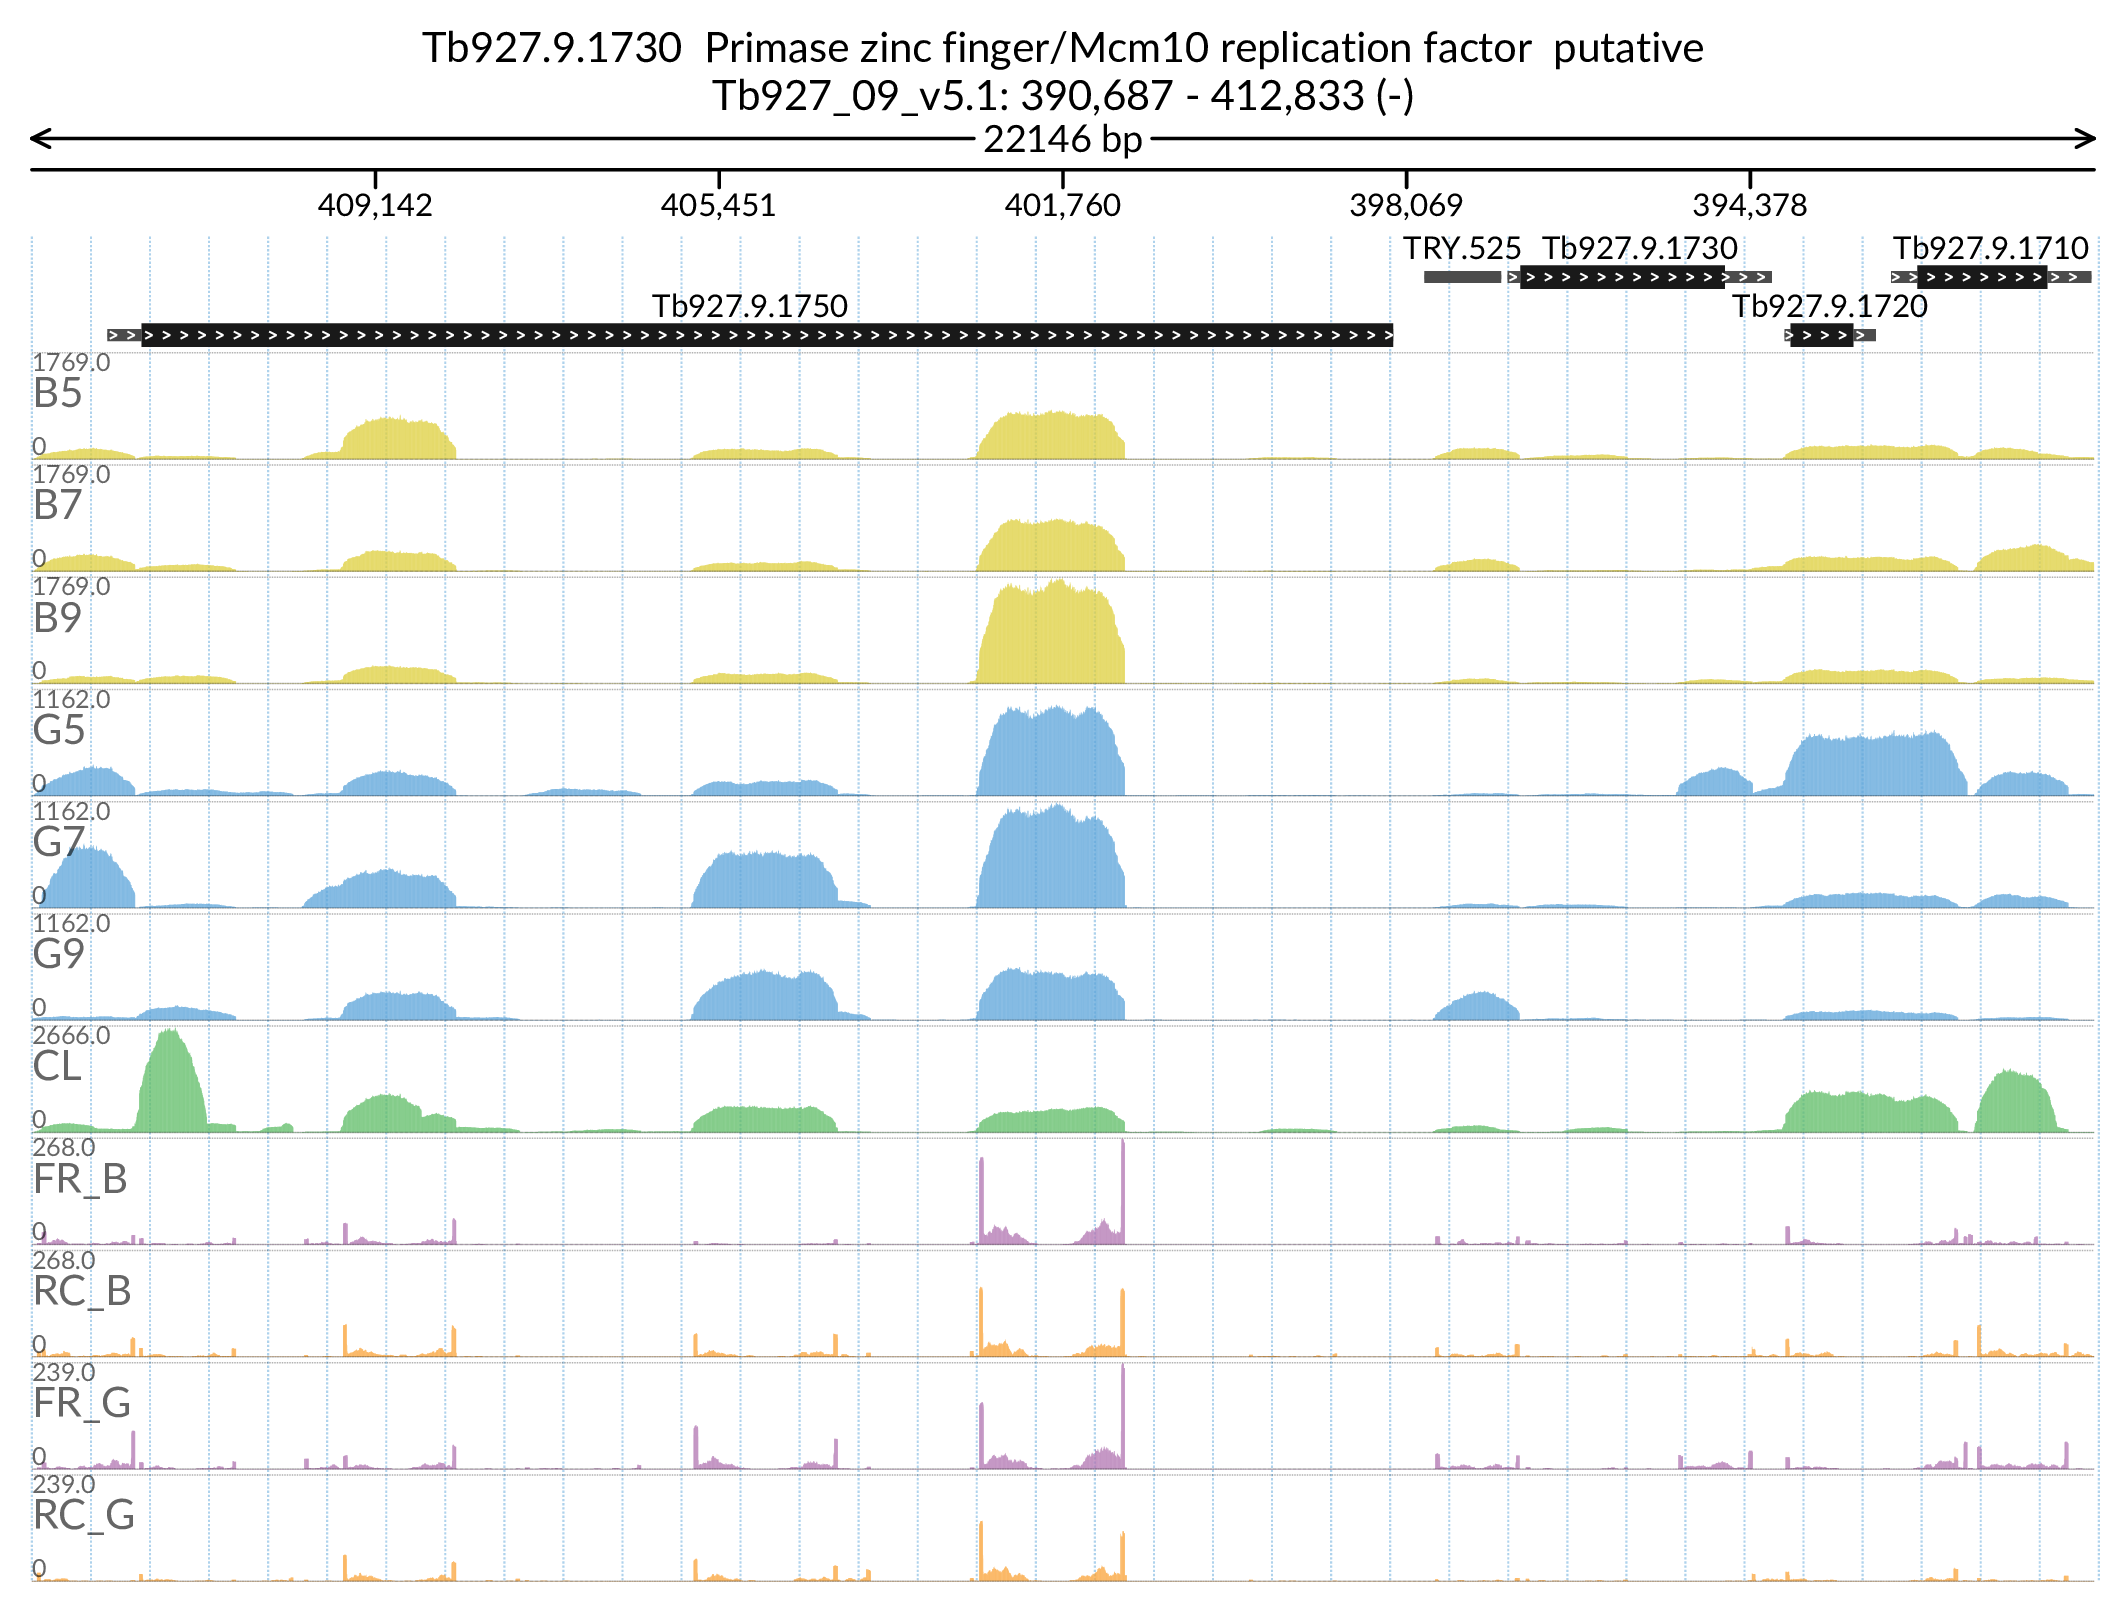 Tb927.9.1730  Primase zinc finger/Mcm10 replication factor  putative
Tb927_09_v5.1: 390,687 - 412,833 (-)
22146 bp
409,142 405,451 401,760 398,069 394,378
TRY.525 Tb927.9.1730 Tb927.9.1710
Tb927.9.1750 Tb927.9.1720
1769.0
B5
0
1769.0
B7
0
1769.0
B9
0
1162.0
G5
0
1162.0
G7
0
1162.0
G9
0
2666.0
CL
0
268.0
FR_B
0
268.0
RC_B
0
239.0
FR_G
0
239.0
RC_G
0